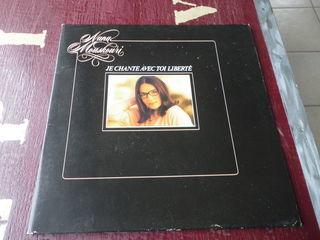 Nana
Mouskouri
JE CHANTE AVEC TOI LIBERTÉ